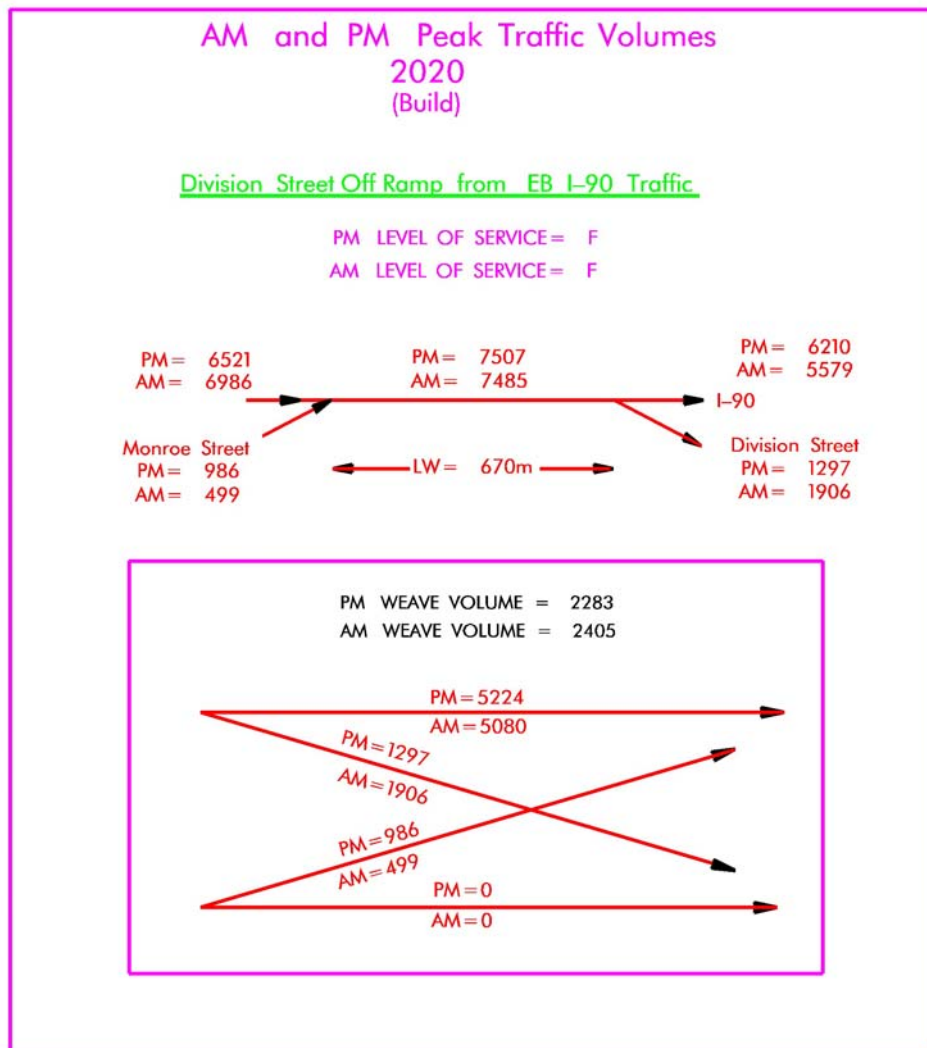 AM and PM Peak Traffic Volumes
2020
(Build)
Division Street Off Ramp from EB I-90 Traffic
PM LEVEL OF SERVICE= F
AM LEVEL OF SERVICE= F
PM= 6521
AM= 6986
PM= 7507
AM= 7485
PM= 6210
AM= 5579
I-90
Monroe Street
PM= 986
AM= 499
LW= 670m
Division Street
PM= 1297
AM= 1906
PM WEAVE VOLUME = 2283
AM WEAVE VOLUME = 2405
PM=5224
AM=5080
PM=1297
AM=1906
PM=986
AM=499
PM=0
AM=0